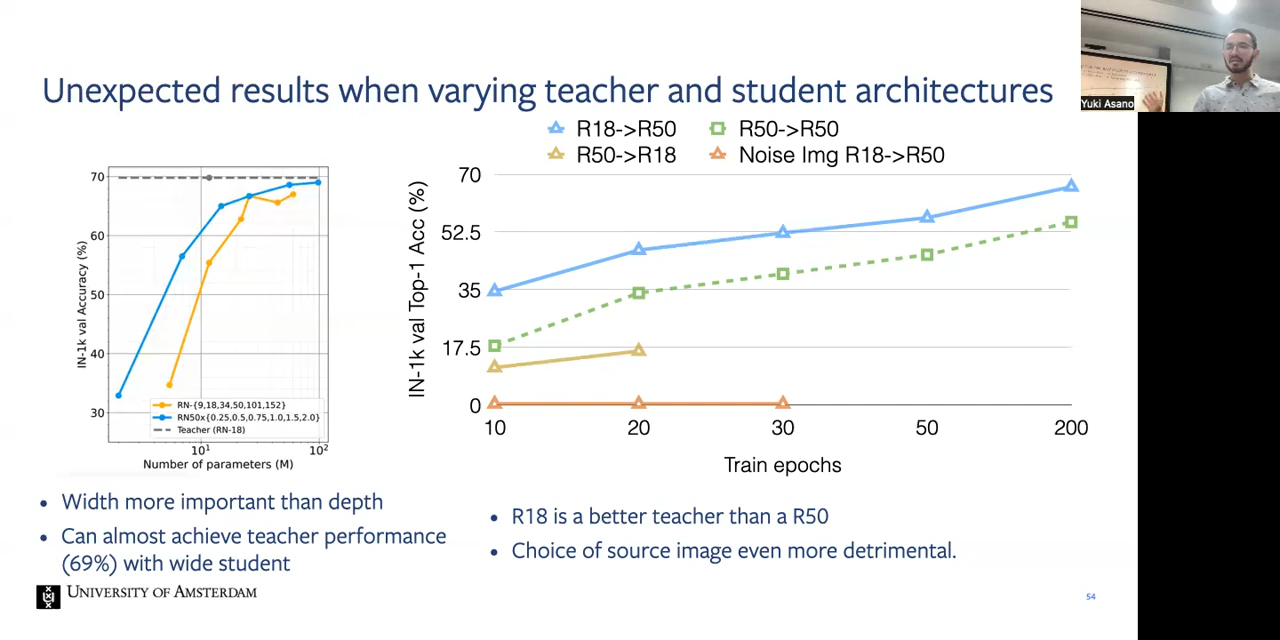 Yuki Asano
Unexpected results when varying teacher and student architectures
R18->R50
R50->R50
R50->R18
Noise Img R18->R50
IN-1k val Accuracy (%)
70
60
50
40
30
RN-{9,18,34,50,101,152}
RN50x{0.25,0.5,0.75,1.0,1.5,2.0}
Teacher (RN-18)
10¹
10²
Number of parameters (M)
IN-1k val Top-1 Acc (%)
70
52.5
35
17.5
0
10
20
30
50
200
Train epochs
• Width more important than depth
• Can almost achieve teacher performance
(69%) with wide student
• R18 is a better teacher than a R50
• Choice of source image even more detrimental.
UNIVERSITY OF AMSTERDAM
54